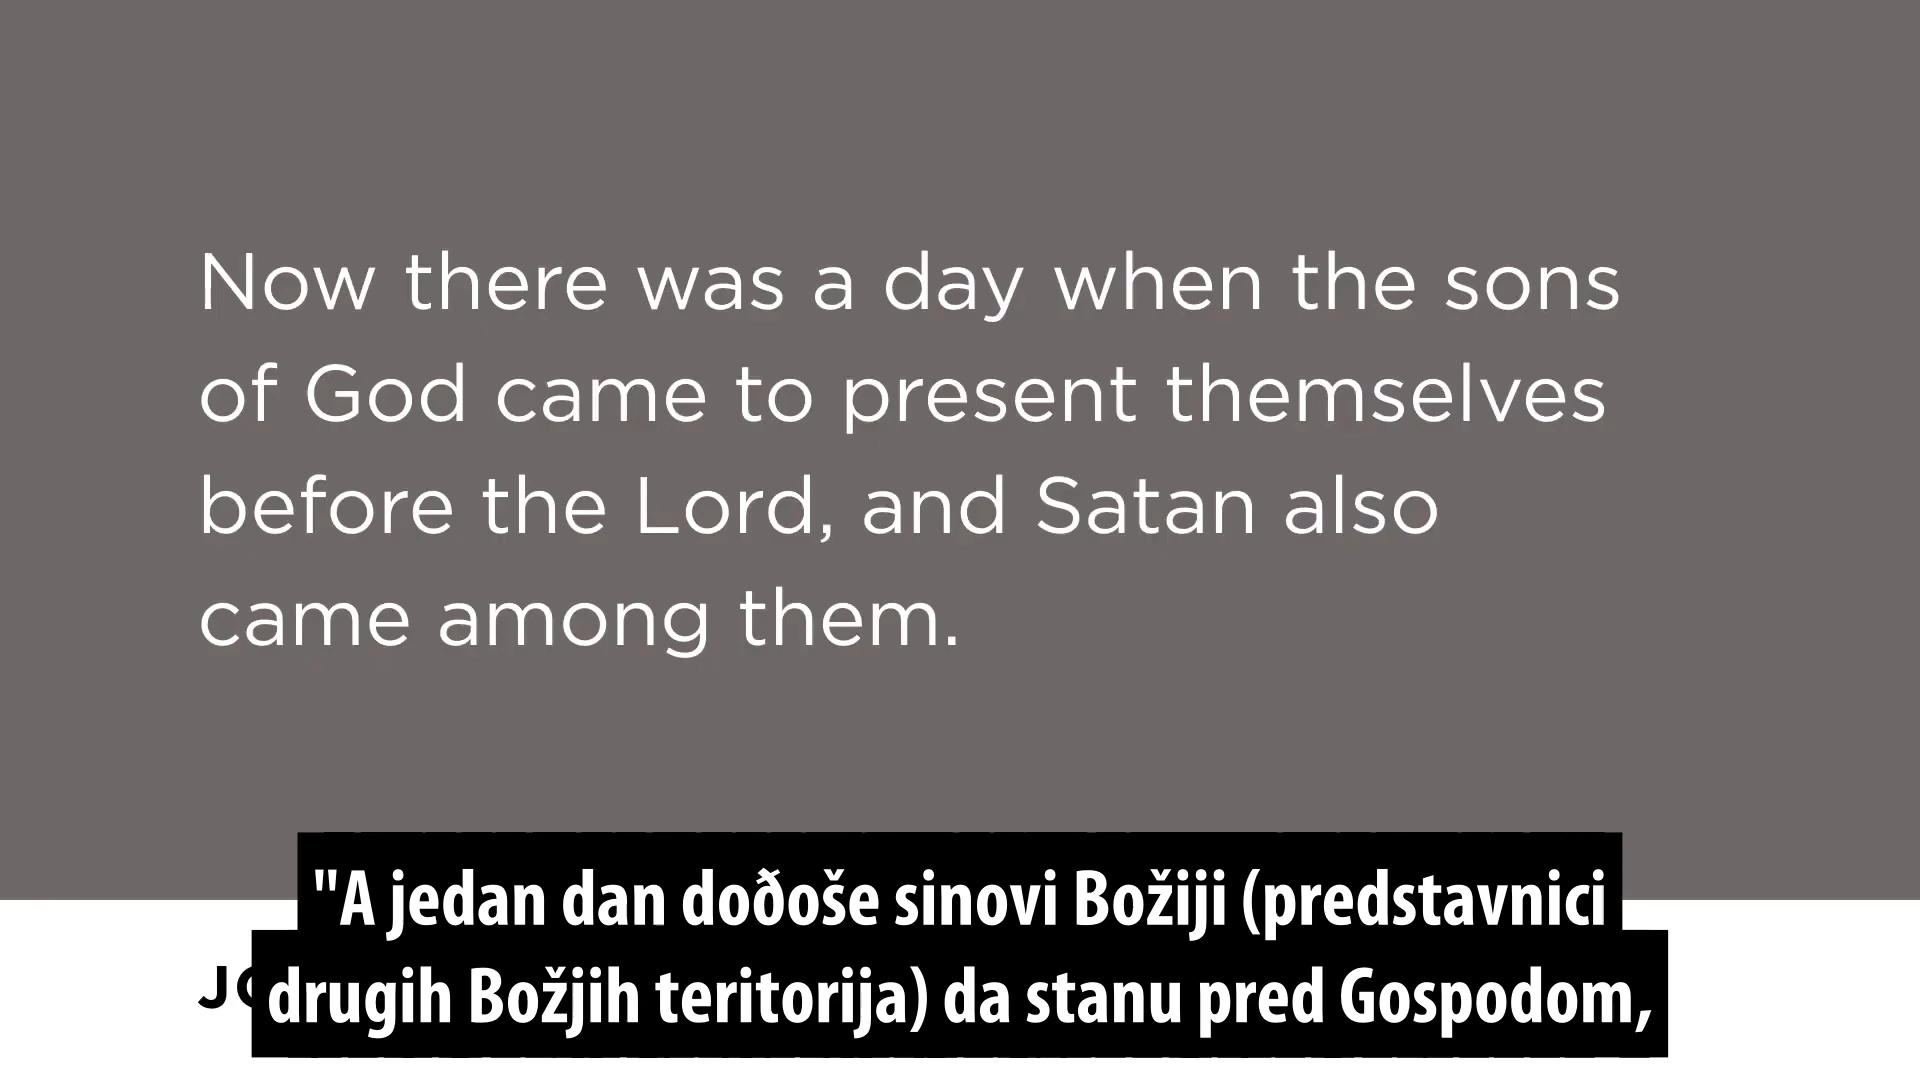 Now there was a day when the sons
of God came to present themselves
before the Lord, and Satan also
came among them.
"A jedan dan doðoše sinovi Božiji (predstavnici
drugih Božjih teritorija) da stanu pred Gospodom,